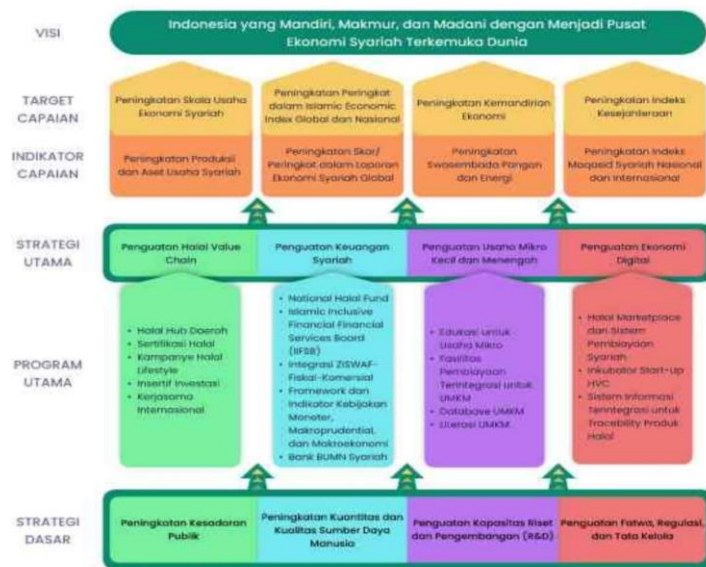 VISI
Indonesia yang Mandiri, Makmur, dan Madani dengan Menjadi Pusat
Ekonomi Syariah Terkemuka Dunia
TARGET
CAPAIAN
Peningkatan Skala Usaha
Ekonomi Syariah
Peningkatan Peringkat
dalam Islamic Economic
Index Global dan Nasional
Peningkatan Kemandirian
Ekonomi
Peningkatan Indeks
Kesejahteraan
INDIKATOR
CAPAIAN
Peningkatan Produksi
dan Aset Usaha Syariah
Peningkatan Skor/
Peringkat dalam Laporan
Ekonomi Syariah Global
Peningkatan
Swasembada Pangan
dan Energi
Peningkatan Indeks
Maqasid Syariah Nasional
dan Internasional
STRATEGI
UTAMA
Penguatan Halal Value
Chain
Penguatan Keuangan
Syariah
Penguatan Usaha Mikro
Kecil dan Menengah
Penguatan Ekonomi
Digital
PROGRAM
UTAMA
• Halal Hub Daerah
• Sertifikasi Halal
• Kampanye Halal
Lifestyle
• Insertif Investasi
• Kerjasama
Internasional
• National Halal Fund
• Islamic Inclusive
Financial Financial
Services Board
(IIFSB)
• Integrasi ZISWAF-
Fiskal-Komersial
• Framework dan
Indikator Kebijakan
Moneter,
Makroprudential,
dan Makroekonomi
• Bank BUMN Syariah
• Edukasi untuk
Usaha Mikro
• Fasilitas
Pembiayaan
Terintegrasi untuk
UMKM
• Database UMKM
• Literasi UMKM
• Halal Marketplace
dan Sistem
Pembiayaan
Syariah
• Inkubator Start-Up
HVC
• Sistem Informasi
Terintegrasi untuk
Tracebility Produk
Halal
STRATEGI
DASAR
Peningkatan Kesadaran
Publik
Peningkatan Kuantitas dan
Kualitas Sumber Daya
Manusia
Penguatan Kapasitas Riset
dan Pengembangan (R&D)
Penguatan Fatwa, Regulasi,
dan Tata Kelola